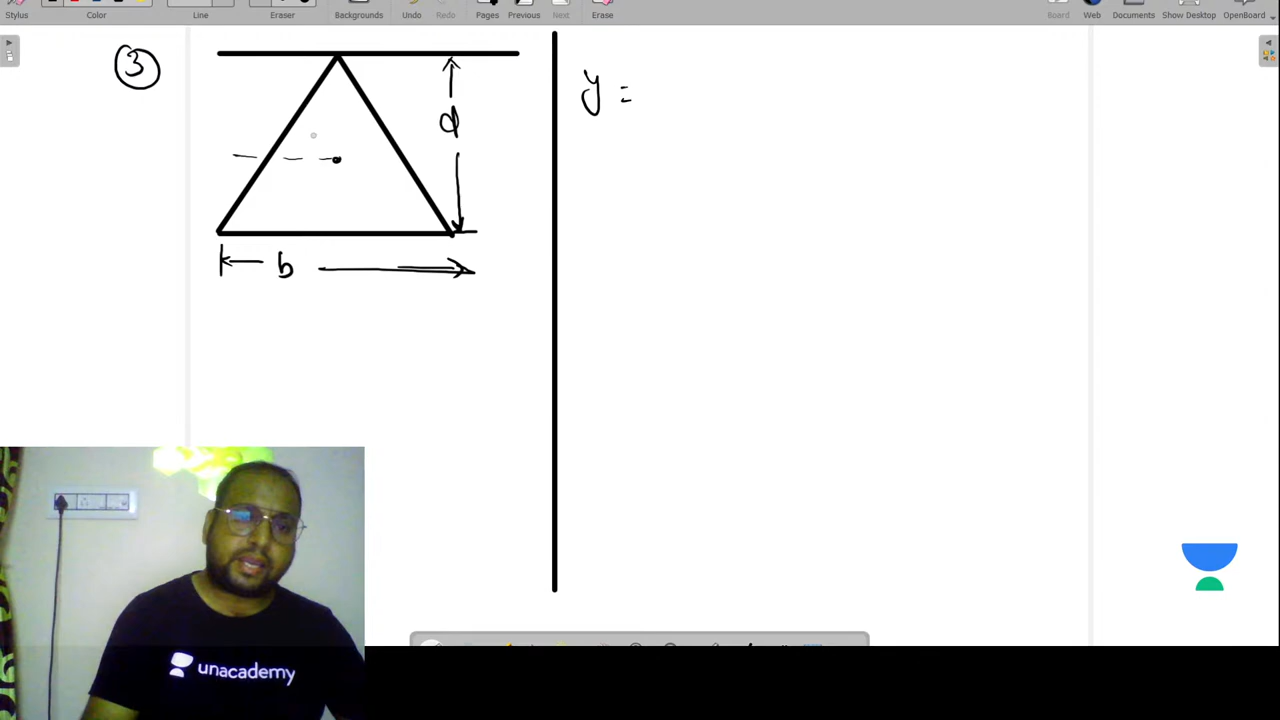 Stylus Color Line Eraser Backgrounds Undo Redo Pages Previous Next Erase Board Web Documents Show Desktop OpenBoard
3
d
y =
b
unacademy